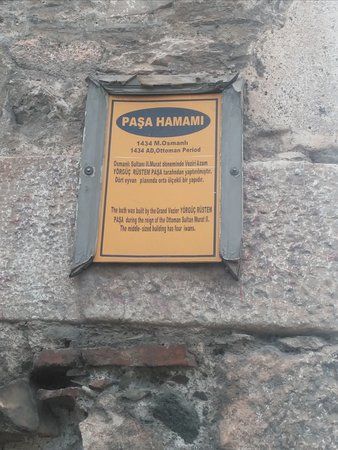 PAŞA HAMAMI
1434 M.Osmanlı
1434 AD,Ottoman Period
Osmanlı Sultanı II.Murat döneminde Veziri Azam
YÖRGÜÇ RÜSTEM PAŞA tarafından yaptırılmıştır.
Dört eyvan planında orta ölçekli bir yapıdır.
The bath was built by the Grand Vezier YÖRGÜÇ RÜSTEM
PAŞA during the reign of the Ottoman Sultan Murat II.
The middle- sized building has four iwans.